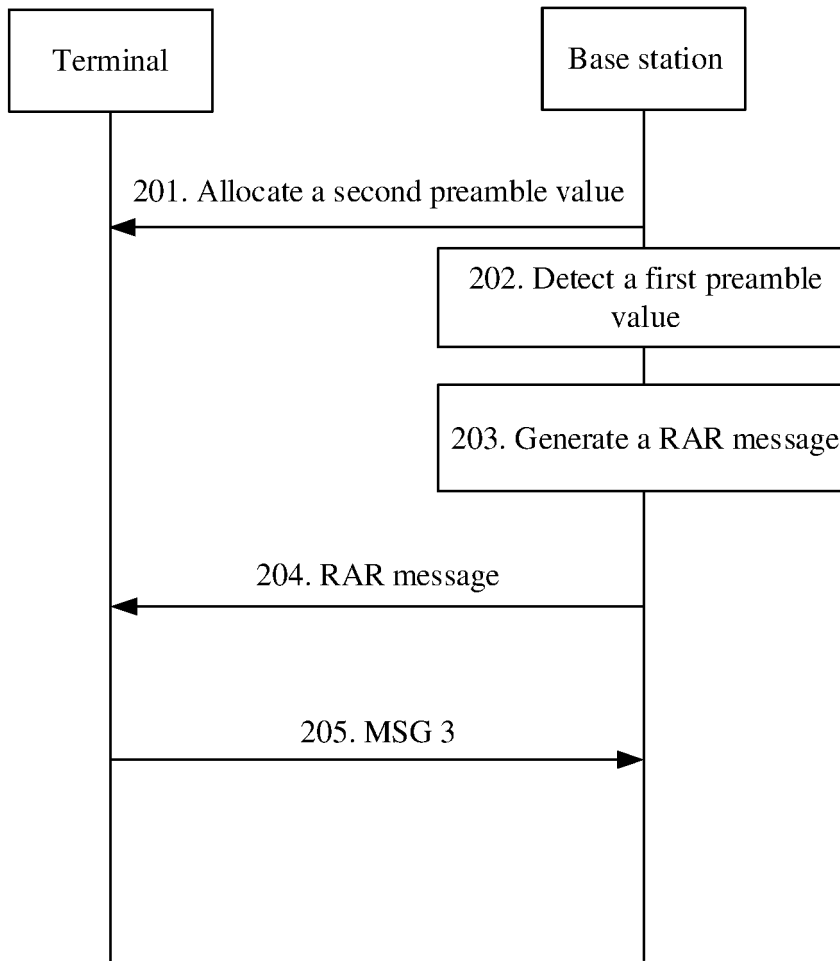 Terminal
Base station
201. Allocate a second preamble value
202. Detect a first preamble
value
203. Generate a RAR message
204. RAR message
205. MSG 3